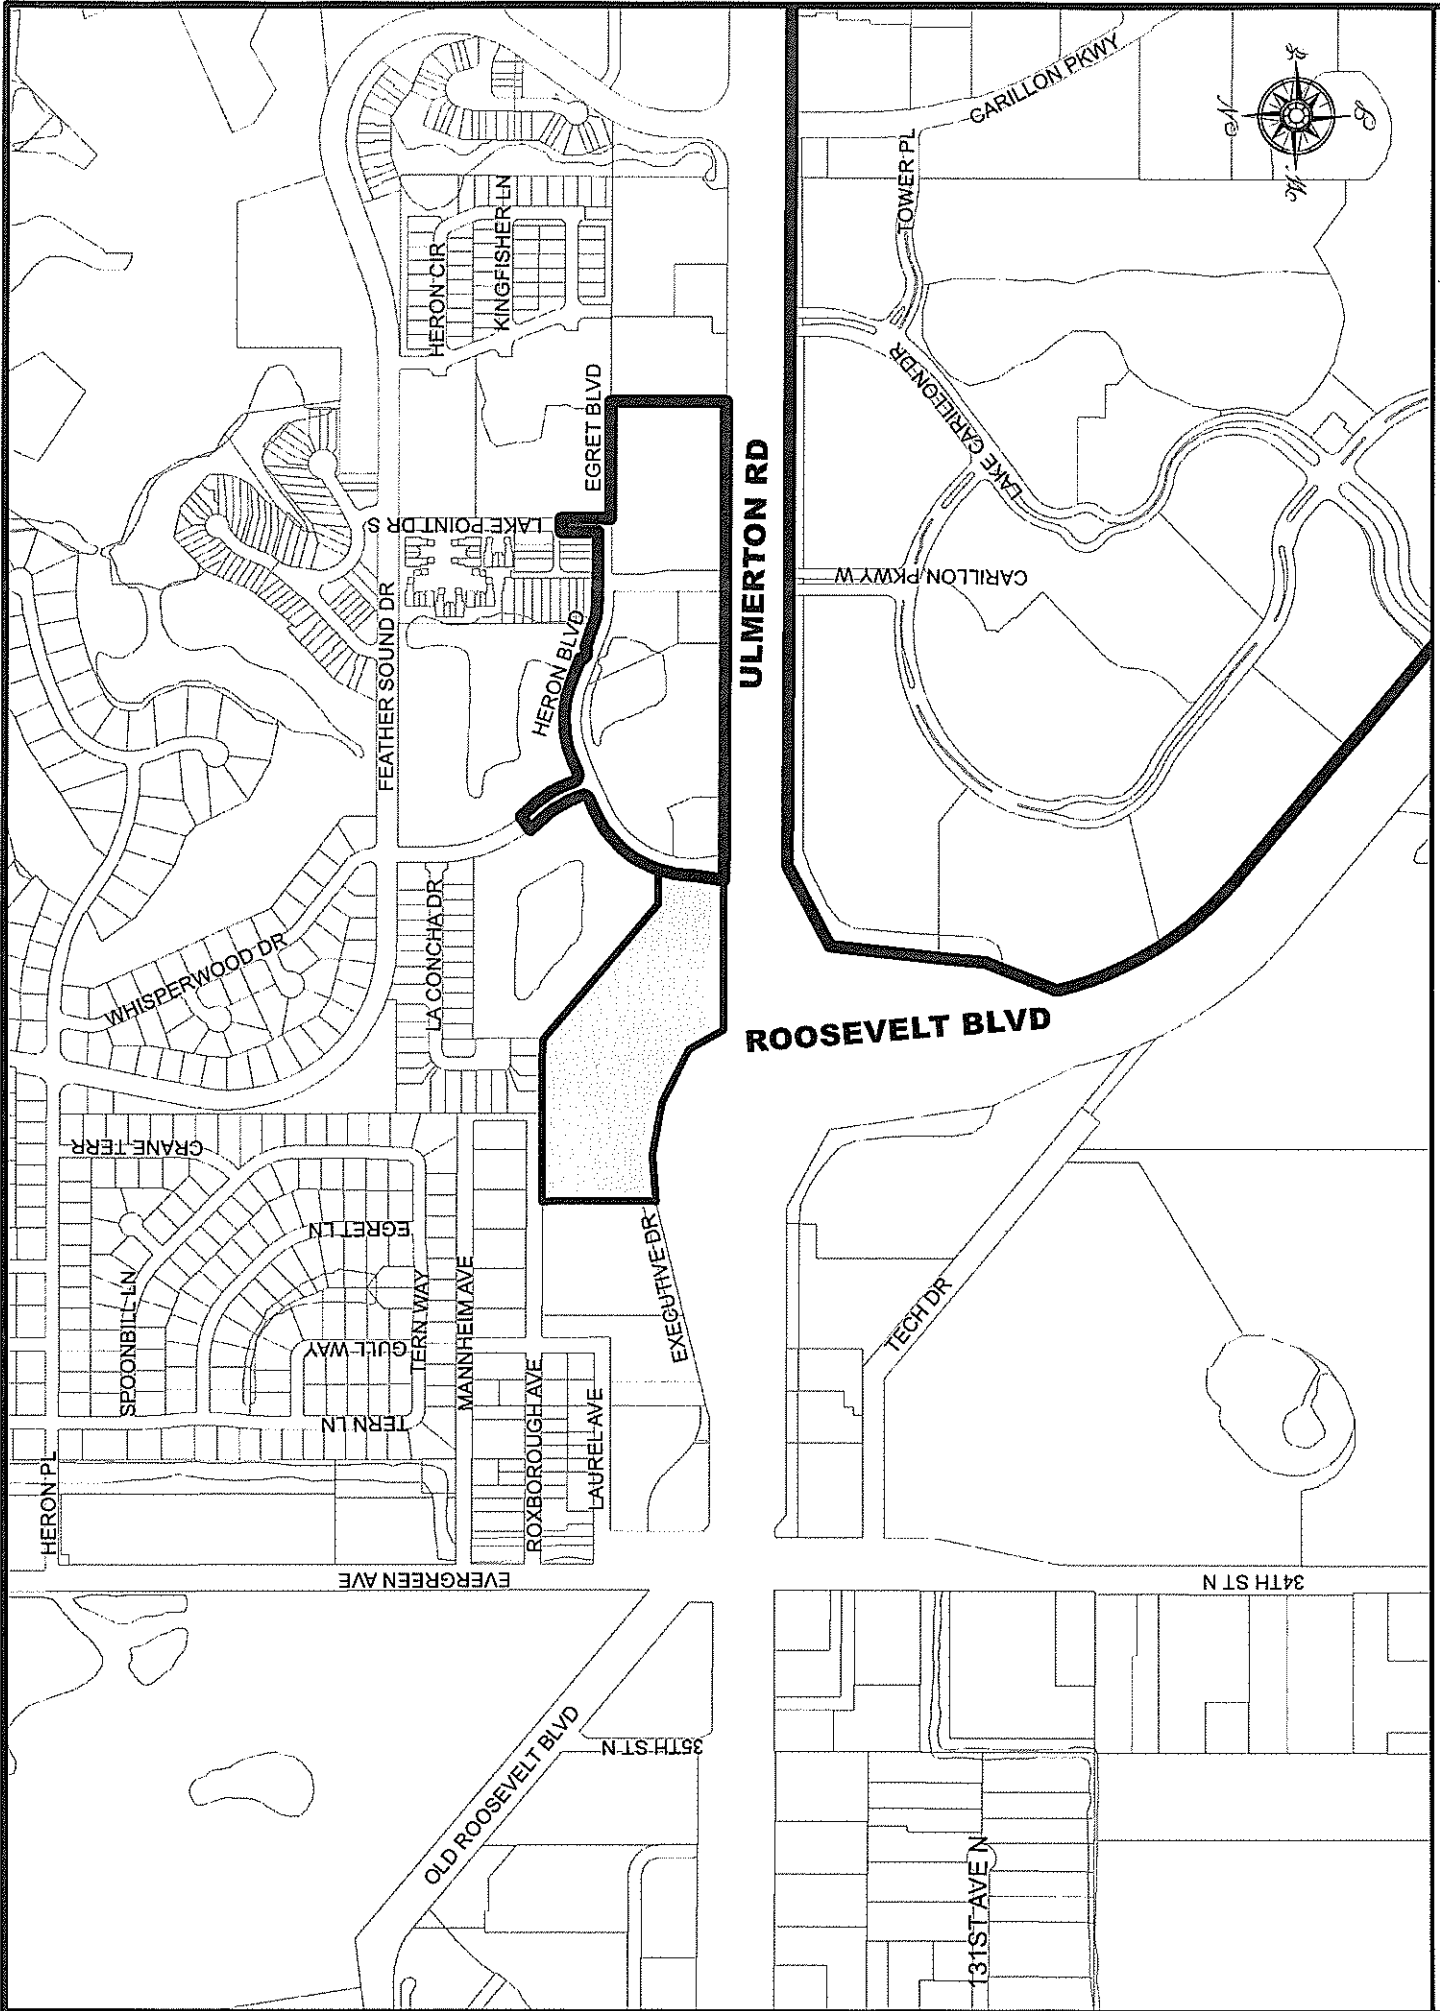 CARILLON PKWY
TOWER PL
HERON CIR
KINGFISHER LN
LAKE CARILLON DR
EGRET BLVD
LAKE POINT DR S
ULMERTON RD
CARILLON PKWY W
FEATHER SOUND DR
HERON BLVD
LA CONCHA DR
WHISPERWOOD DR
ROOSEVELT BLVD
CRANE TERR
EGRET LN
EXECUTIVE DR
SPOONBILL LN
TERN WAY
MANNHEIM AVE
GULL WAY
TECH DR
ROXBOROUGH AVE
LAUREL AVE
TERN LN
HERON PL
EVERGREEN AVE
34TH ST N
OLD ROOSEVELT BLVD
35TH ST N
131ST AVE N